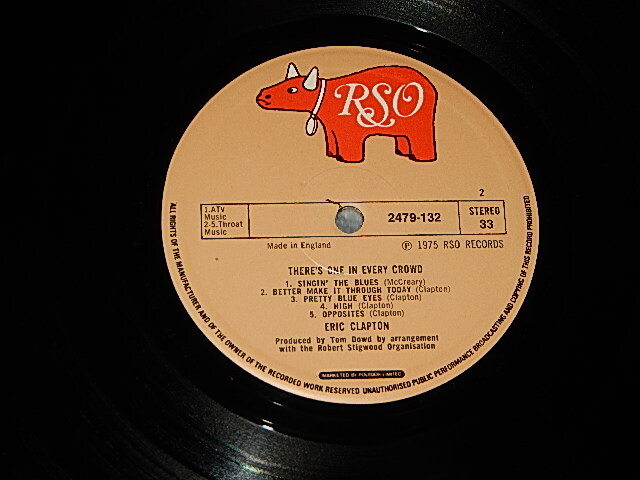 RSO
2
1.ATV
Music
2-5.Throat
Music
2479-132
STEREO
33
Made in England
℗ 1975 RSO RECORDS
THERE'S ONE IN EVERY CROWD
1. SINGIN' THE BLUES (McCreary)
2. BETTER MAKE IT THROUGH TODAY (Clapton)
3. PRETTY BLUE EYES (Clapton)
4. HIGH (Clapton)
5. OPPOSITES (Clapton)
ERIC CLAPTON
Produced by Tom Dowd by arrangement
with the Robert Stigwood Organisation
MARKETED BY POLYDOR LIMITED
ALL RIGHTS OF THE MANUFACTURER AND OF THE OWNER OF THE RECORDED WORK RESERVED UNAUTHORISED PUBLIC PERFORMANCE BROADCASTING AND COPYING OF THIS RECORD PROHIBITED